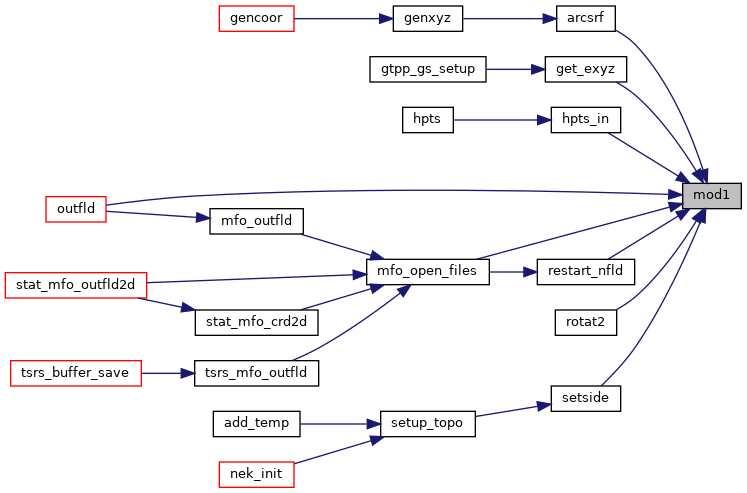 gencoor
genxyz
arcsrf
gtpp_gs_setup
get_exyz
hpts
hpts_in
mod1
outfld
mfo_outfld
mfo_open_files
restart_nfld
stat_mfo_outfld2d
stat_mfo_crd2d
rotat2
tsrs_buffer_save
tsrs_mfo_outfld
setside
add_temp
setup_topo
nek_init